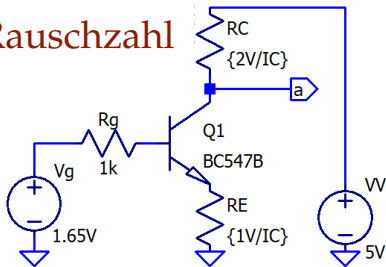 Rauschzahl
RC
{2V/IC}
a
Rg
1k
Q1
BC547B
Vg
1.65V
RE
{1V/IC}
VV
5V